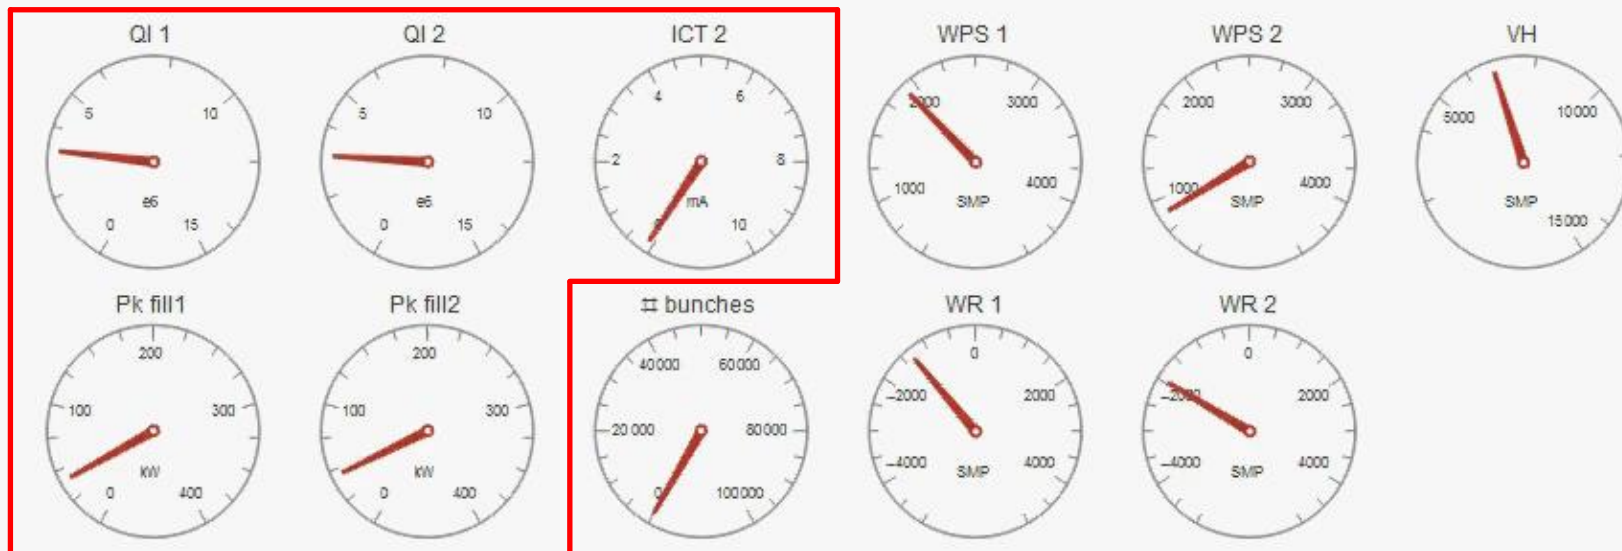 QI 1 QI 2 ICT 2 WPS 1 WPS 2 VH
5 10 e6 0 15
5 10 e6 0 15
4 6 2 8 mA 0 10
2000 3000 1000 4000 SMP
2000 3000 1000 4000 SMP
5000 10000 SMP 15000
Pk fill1 Pk fill2 # bunches WR 1 WR 2
200 100 300 kW 0 400
200 100 300 kW 0 400
40000 60000 20000 80000 0 100000
0 -2000 2000 -4000 4000 SMP
0 -2000 2000 -4000 4000 SMP